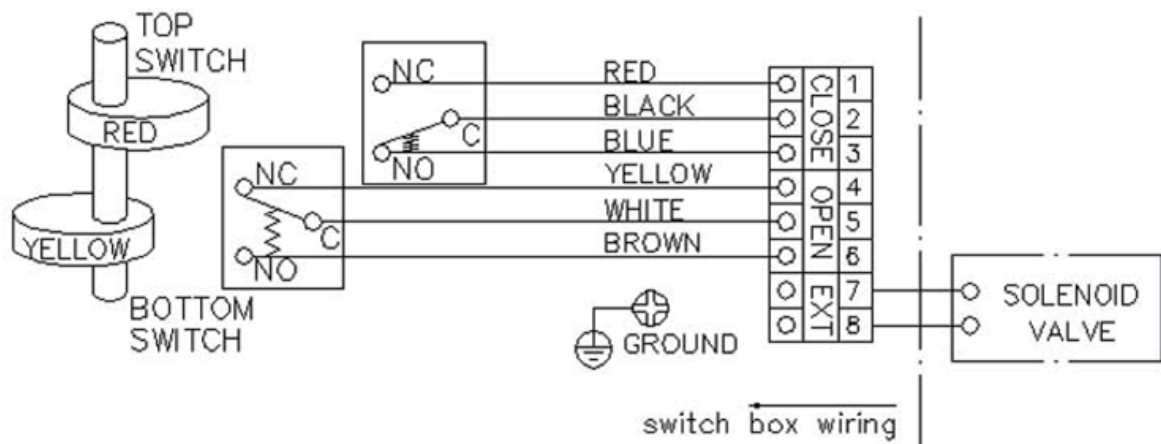 TOP
SWITCH
RED
YELLOW
BOTTOM
SWITCH
NC
C
NO
NC
C
NO
RED
BLACK
BLUE
YELLOW
WHITE
BROWN
GROUND
CLOSE
OPEN
EXT
1
2
3
4
5
6
7
8
SOLENOID
VALVE
switch box wiring